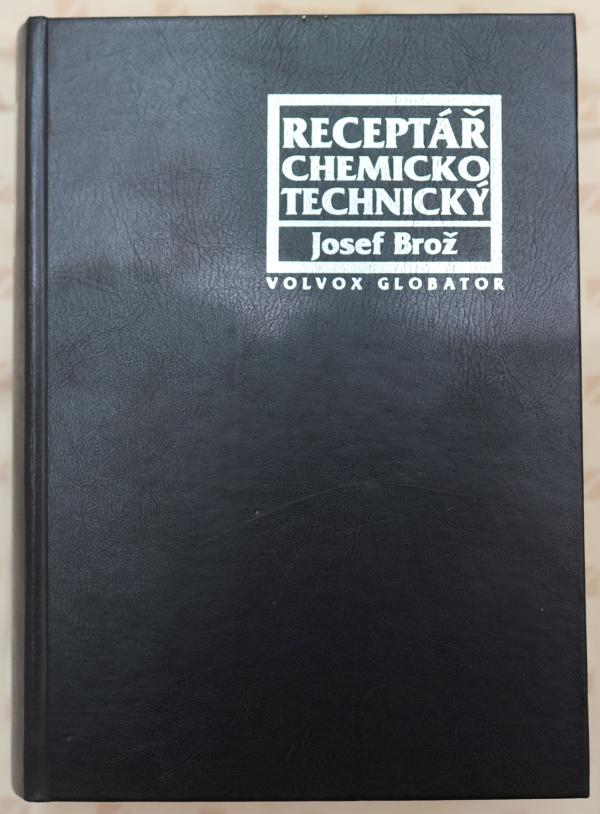 RECEPTÁŘ
CHEMICKO
TECHNICKÝ
Josef Brož
VOLVOX GLOBATOR